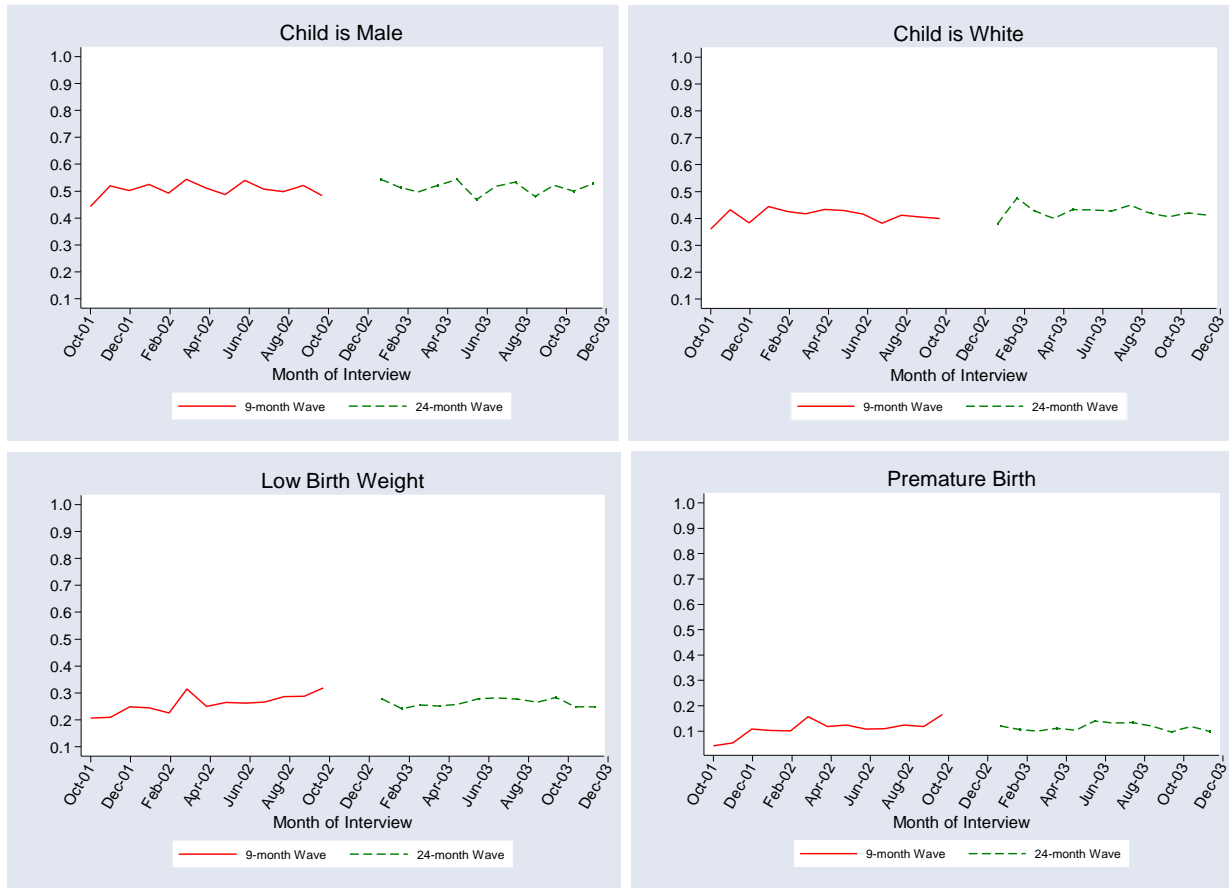 Child is Male
1.0
0.9
0.8
0.7
0.6
0.5
0.4
0.3
0.2
0.1
Oct-01 Dec-01 Feb-02 Apr-02 Jun-02 Aug-02 Oct-02 Dec-02 Feb-03 Apr-03 Jun-03 Aug-03 Oct-03 Dec-03
Month of Interview
9-month Wave 24-month Wave
Child is White
1.0
0.9
0.8
0.7
0.6
0.5
0.4
0.3
0.2
0.1
Oct-01 Dec-01 Feb-02 Apr-02 Jun-02 Aug-02 Oct-02 Dec-02 Feb-03 Apr-03 Jun-03 Aug-03 Oct-03 Dec-03
Month of Interview
9-month Wave 24-month Wave
Low Birth Weight
1.0
0.9
0.8
0.7
0.6
0.5
0.4
0.3
0.2
0.1
Oct-01 Dec-01 Feb-02 Apr-02 Jun-02 Aug-02 Oct-02 Dec-02 Feb-03 Apr-03 Jun-03 Aug-03 Oct-03 Dec-03
Month of Interview
9-month Wave 24-month Wave
Premature Birth
1.0
0.9
0.8
0.7
0.6
0.5
0.4
0.3
0.2
0.1
Oct-01 Dec-01 Feb-02 Apr-02 Jun-02 Aug-02 Oct-02 Dec-02 Feb-03 Apr-03 Jun-03 Aug-03 Oct-03 Dec-03
Month of Interview
9-month Wave 24-month Wave